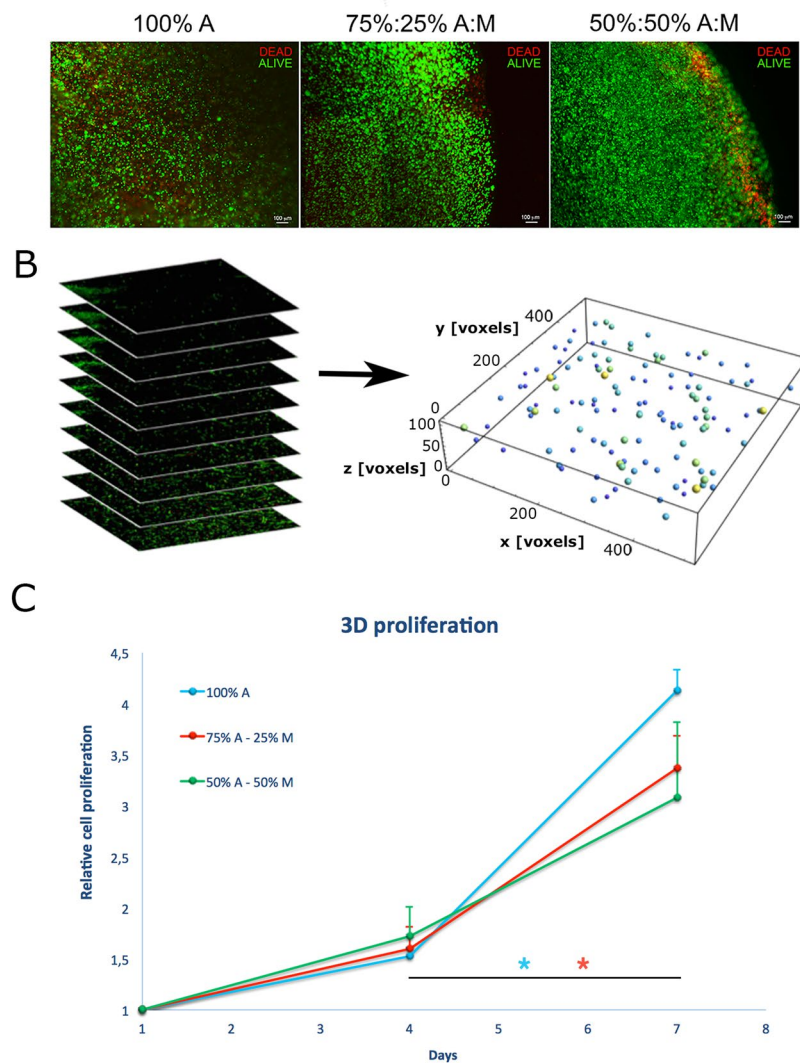 100% A 75%:25% A:M 50%:50% A:M
DEAD DEAD DEAD
ALIVE ALIVE ALIVE
100 µm 100 µm 100 µm
B
y [voxels]
400
200
0
100
50
0
z [voxels]
0
200
400
x [voxels]
C
3D proliferation
4,5
4
3,5
3
2,5
2
1,5
1
Relative cell proliferation
100% A
75% A - 25% M
50% A - 50% M
* *
1 2 3 4 5 6 7 8
Days